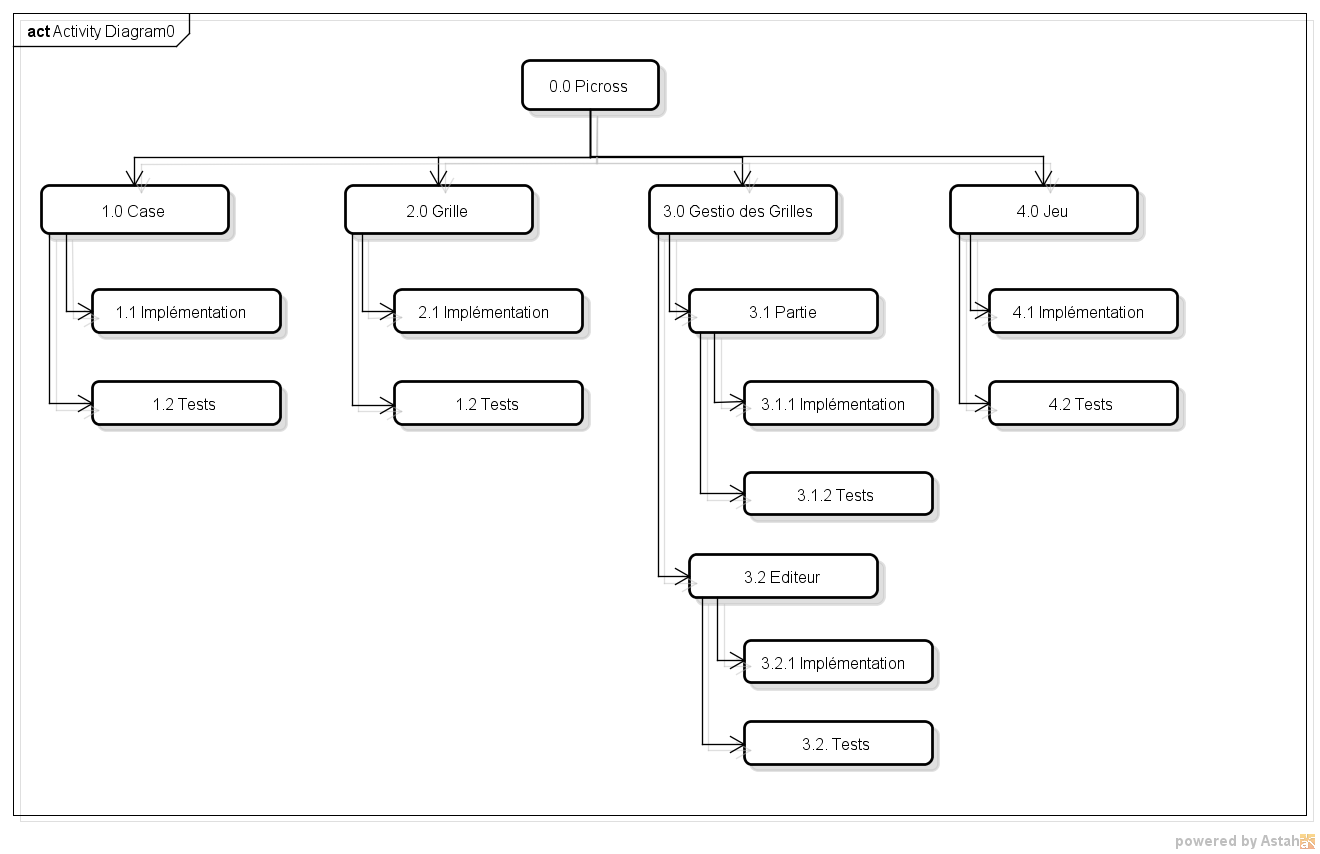 act Activity Diagram0
0.0 Picross
1.0 Case
2.0 Grille
3.0 Gestio des Grilles
4.0 Jeu
1.1 Implémentation
2.1 Implémentation
3.1 Partie
4.1 Implémentation
1.2 Tests
1.2 Tests
3.1.1 Implémentation
4.2 Tests
3.1.2 Tests
3.2 Editeur
3.2.1 Implémentation
3.2. Tests
powered by Astah